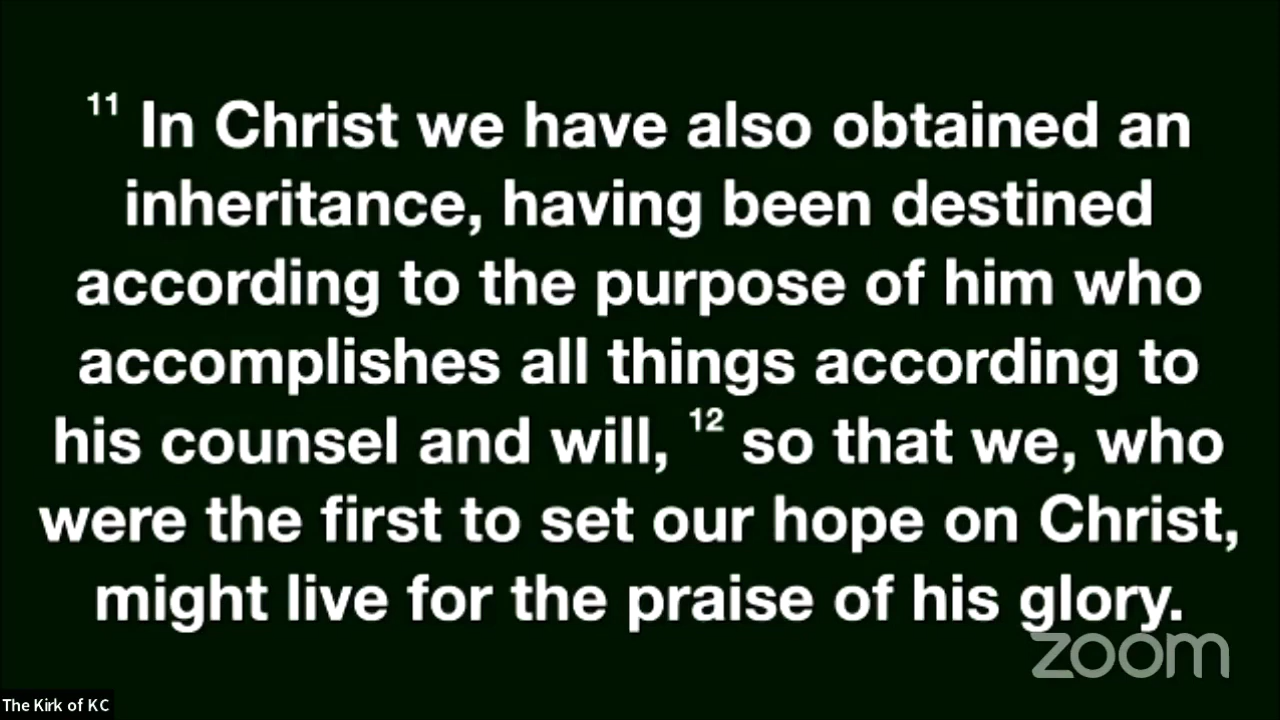 11 In Christ we have also obtained an
inheritance, having been destined
according to the purpose of him who
accomplishes all things according to
his counsel and will, 12 so that we, who
were the first to set our hope on Christ,
might live for the praise of his glory.
zoom
The Kirk of KC